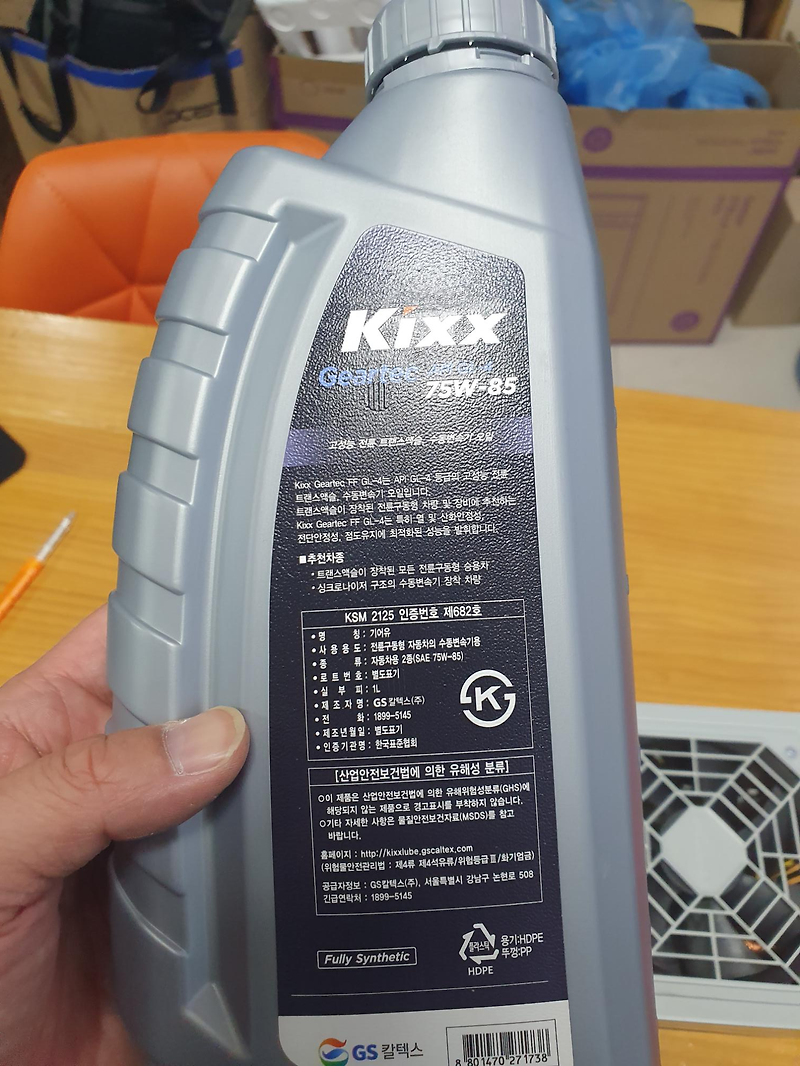 Kixx
Geartec FF GL-4
75W-85
고성능 전륜 트랜스액슬, 수동변속기 오일
Kixx Geartec FF GL-4는 API GL-4 등급의 고성능 전륜
트랜스액슬, 수동변속기 오일입니다.
트랜스액슬이 장착된 전륜구동형 차량 및 장비에 추천하는
Kixx Geartec FF GL-4는 특히 열 및 산화안정성,
전단안정성, 점도유지에 최적화된 성능을 발휘합니다.
■추천차종
• 트랜스액슬이 장착된 모든 전륜구동형 승용차
• 싱크로나이저 구조의 수동변속기 장착 차량
KSM 2125 인증번호 제682호
• 명 칭 : 기어유
• 사 용 용 도 : 전륜구동형 자동차의 수동변속기용
• 종 류 : 자동차용 2종(SAE 75W-85)
• 로 트 번 호 : 별도표기
• 실 부 피 : 1L
• 제 조 자 명 : GS칼텍스(주)
• 전 화 : 1899-5145
• 제조년월일 : 별도표기
• 인증기관명 : 한국표준협회
K
[산업안전보건법에 의한 유해성 분류]
○이 제품은 산업안전보건법에 의한 유해위험성분류(GHS)에
해당되지 않는 제품으로 경고표시를 부착하지 않습니다.
○기타 자세한 사항은 물질안전보건자료(MSDS)를 참고
바랍니다.
홈페이지 : http://kixxlube.gscaltex.com
(위험물안전관리법 : 제4류 제4석유류/위험등급Ⅲ/화기엄금)
공급자정보 : GS칼텍스(주), 서울특별시 강남구 논현로 508
긴급연락처 : 1899-5145
Fully Synthetic
플라스틱
HDPE
용기:HDPE
뚜껑:PP
GS 칼텍스
8 801470 271738